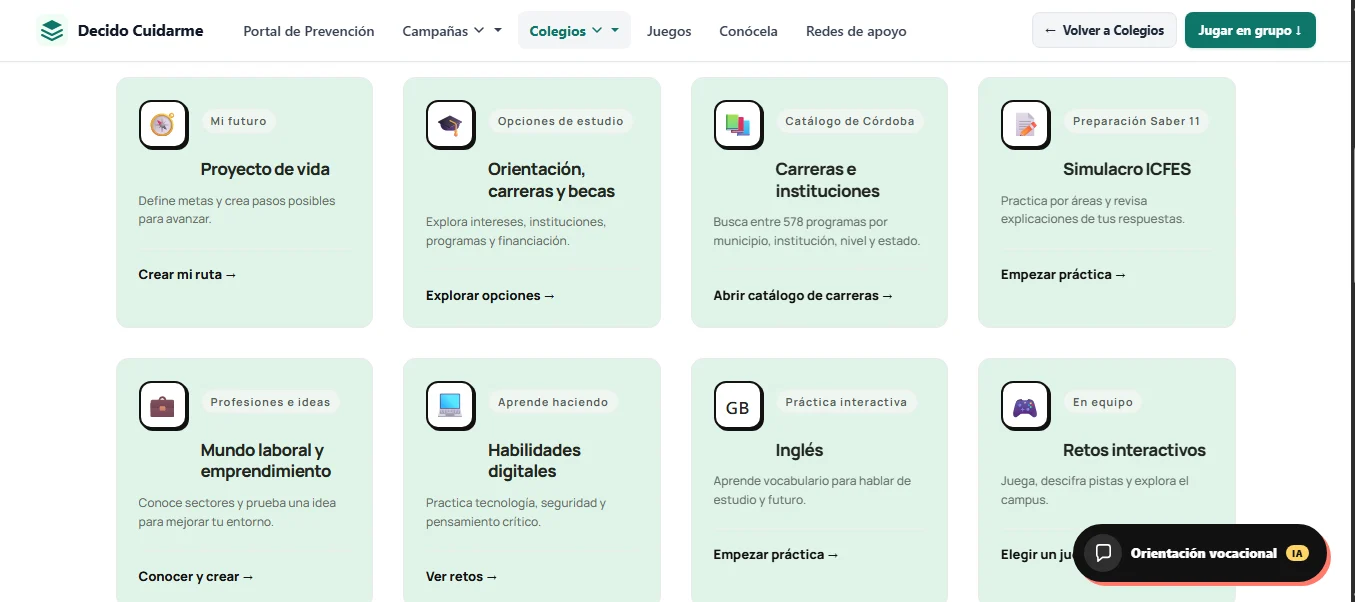 Decido Cuidarme
Portal de Prevención
Campañas
Colegios
Juegos
Conócela
Redes de apoyo
← Volver a Colegios
Jugar en grupo ↓
Mi futuro
Proyecto de vida
Define metas y crea pasos posibles
para avanzar.
Crear mi ruta →
Opciones de estudio
Orientación,
carreras y becas
Explora intereses, instituciones,
programas y financiación.
Explorar opciones →
Catálogo de Córdoba
Carreras e
instituciones
Busca entre 578 programas por
municipio, institución, nivel y estado.
Abrir catálogo de carreras →
Preparación Saber 11
Simulacro ICFES
Practica por áreas y revisa
explicaciones de tus respuestas.
Empezar práctica →
Profesiones e ideas
Mundo laboral y
emprendimiento
Conoce sectores y prueba una idea
para mejorar tu entorno.
Conocer y crear →
Aprende haciendo
Habilidades
digitales
Practica tecnología, seguridad y
pensamiento crítico.
Ver retos →
GB
Práctica interactiva
Inglés
Aprende vocabulario para hablar de
estudio y futuro.
Empezar práctica →
En equipo
Retos interactivos
Juega, descifra pistas y explora el
campus.
Elegir un
Orientación vocacional IA